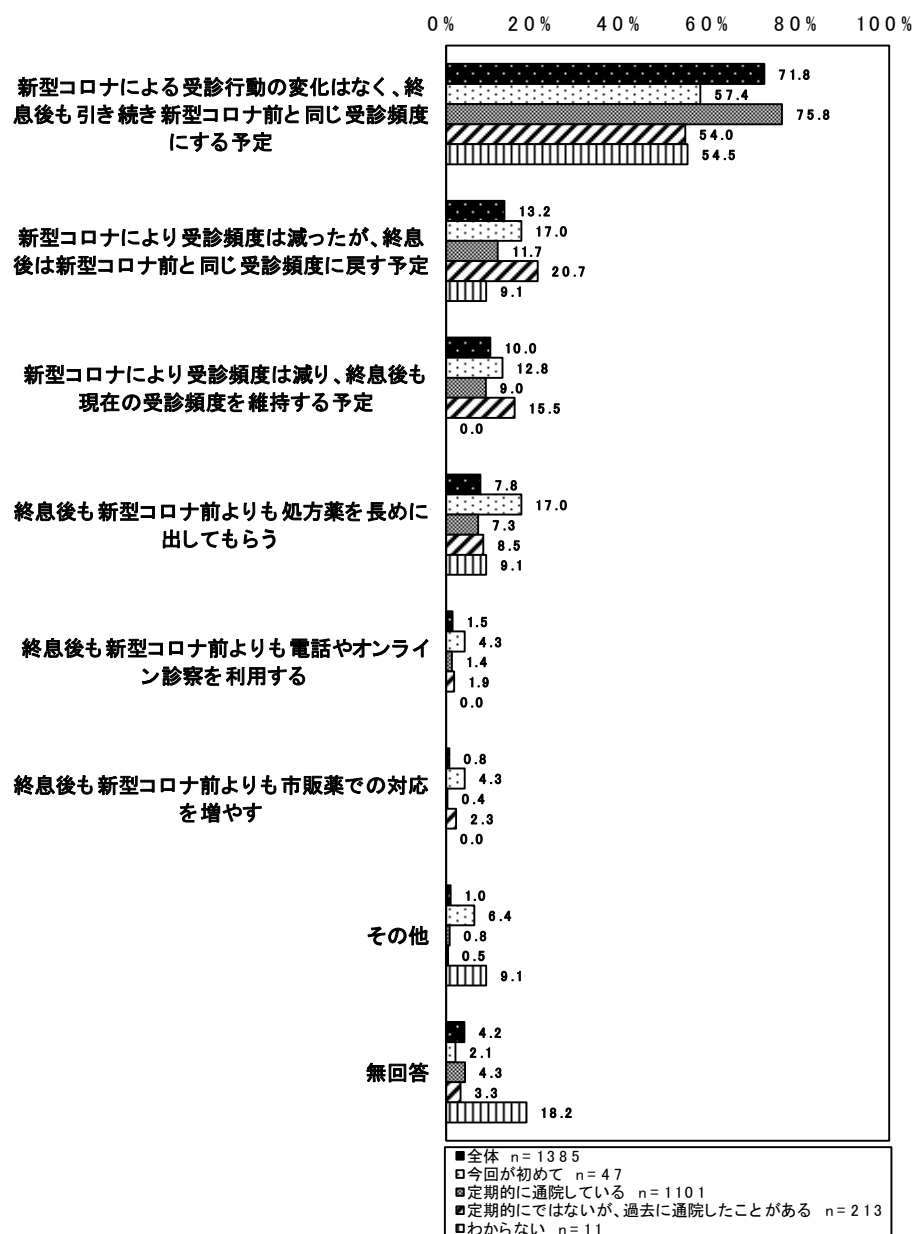 0% 20% 40% 60% 80% 100%
新型コロナによる受診行動の変化はなく、終
息後も引き続き新型コロナ前と同じ受診頻度
にする予定
71.8
57.4
75.8
54.0
54.5
新型コロナにより受診頻度は減ったが、終息
後は新型コロナ前と同じ受診頻度に戻す予定
13.2
17.0
11.7
20.7
9.1
新型コロナにより受診頻度は減り、終息後も
現在の受診頻度を維持する予定
10.0
12.8
9.0
15.5
0.0
終息後も新型コロナ前よりも処方薬を長めに
出してもらう
7.8
17.0
7.3
8.5
9.1
終息後も新型コロナ前よりも電話やオンライ
ン診察を利用する
1.5
4.3
1.4
1.9
0.0
終息後も新型コロナ前よりも市販薬での対応
を増やす
0.8
4.3
0.4
2.3
0.0
その他
1.0
6.4
0.8
0.5
9.1
無回答
4.2
2.1
4.3
3.3
18.2
全体 n=1385
今回が初めて n=47
定期的に通院している n=1101
定期的にではないが、過去に通院したことがある n=213
わからない n=11